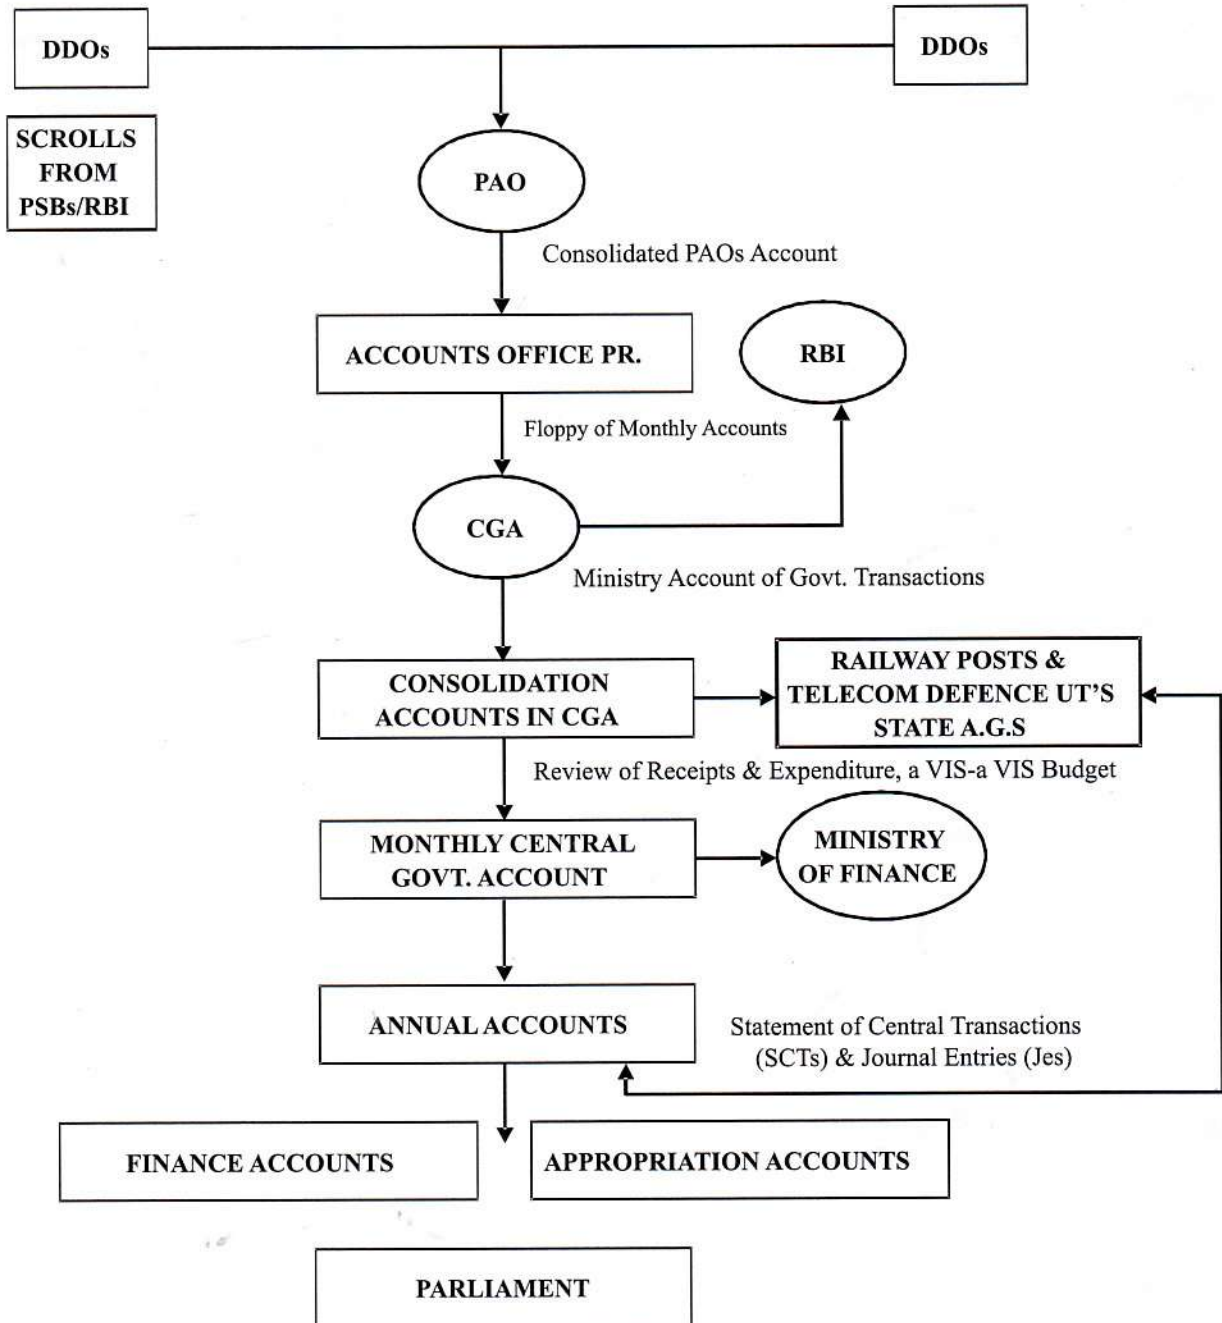 DDOs
DDOs
SCROLLS
FROM
PSBs/RBI
PAO
Consolidated PAOs Account
ACCOUNTS OFFICE PR.
RBI
Floppy of Monthly Accounts
CGA
Ministry Account of Govt. Transactions
CONSOLIDATION
ACCOUNTS IN CGA
RAILWAY POSTS &
TELECOM DEFENCE UT'S
STATE A.G.S
Review of Receipts & Expenditure, a VIS-a VIS Budget
MONTHLY CENTRAL
GOVT. ACCOUNT
MINISTRY
OF FINANCE
ANNUAL ACCOUNTS
Statement of Central Transactions
(SCTs) & Journal Entries (Jes)
FINANCE ACCOUNTS
APPROPRIATION ACCOUNTS
PARLIAMENT